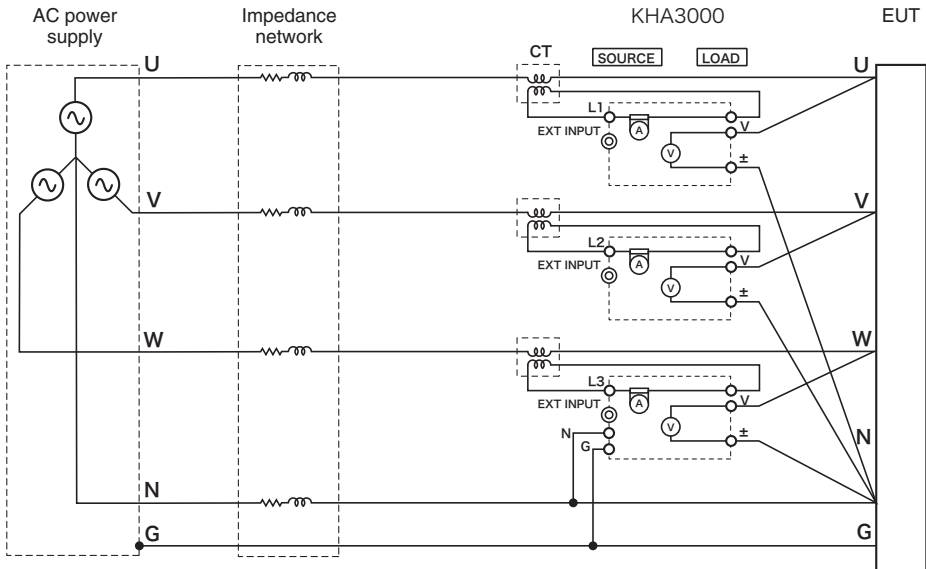 AC power
supply
Impedance
network
KHA3000
EUT
CT
SOURCE
LOAD
U
U
L1
EXT INPUT
A
V
V
±
V
V
L2
EXT INPUT
A
V
V
±
W
W
L3
EXT INPUT
A
V
V
±
N
G
N
N
G
G